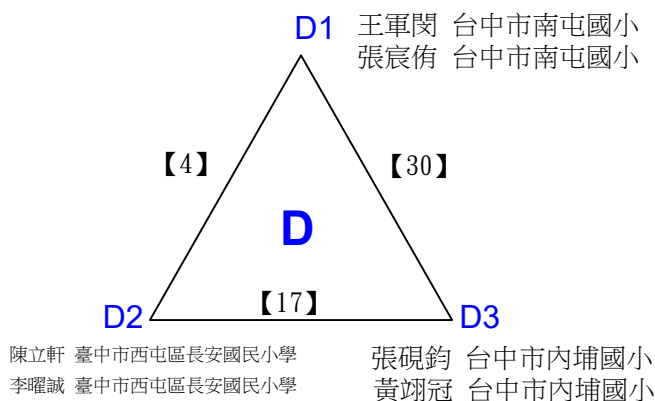 D1
王軍閔 台中市南屯國小
張宸侑 台中市南屯國小
【4】
【30】
D
【17】
D2
D3
陳立軒 臺中市西屯區長安國民小學
李曜誠 臺中市西屯區長安國民小學
張硯鈞 台中市內埔國小
黃翊冠 台中市內埔國小